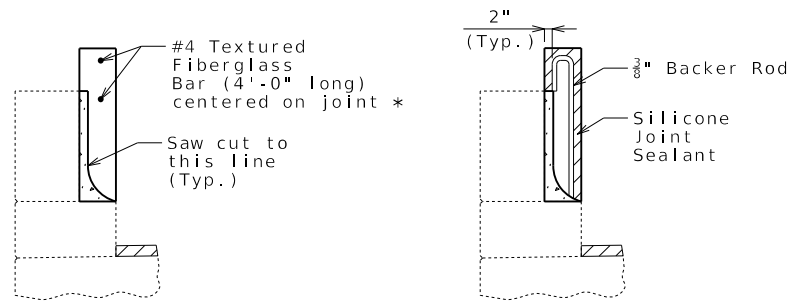 #4 Textured
Fiberglass
Bar (4'-0" long)
centered on joint *
Saw cut to
this line
(Typ.)
2"
(Typ.)
3/8" Backer Rod
Silicone
Joint
Sealant